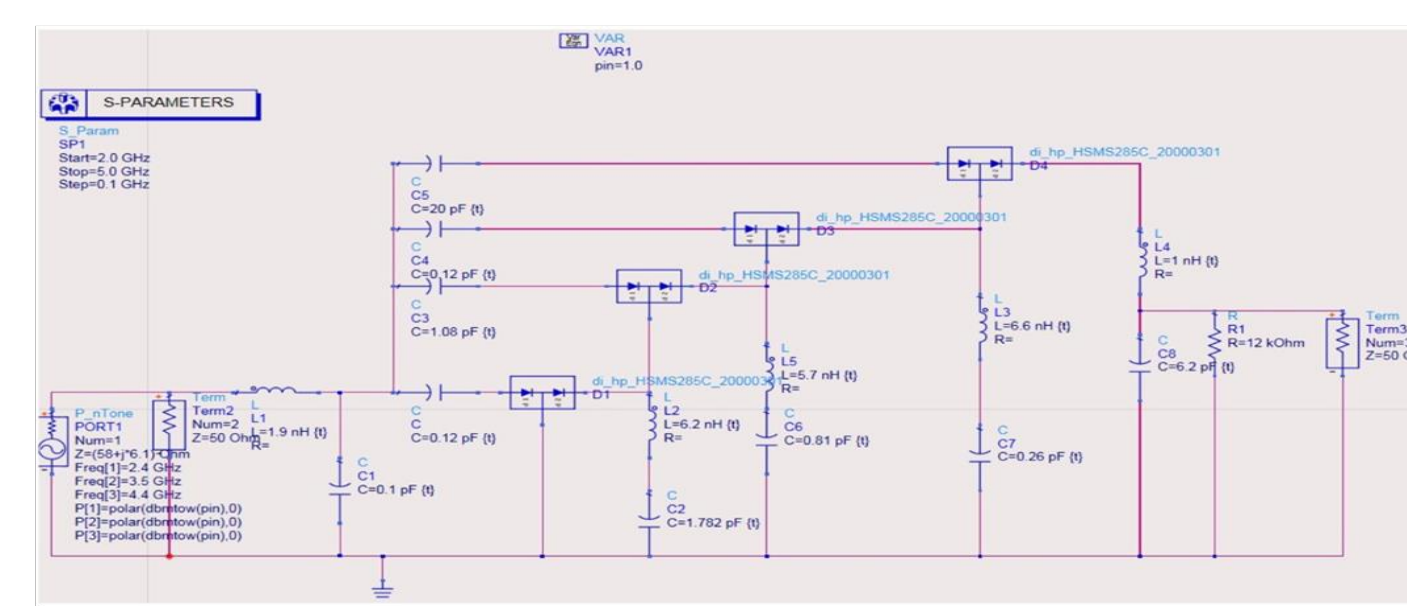 VAR
VAR1
pin=1.0
S-PARAMETERS
S_Param
SP1
Start=2.0 GHz
Stop=5.0 GHz
Step=0.1 GHz
di_hp_HSMS285C_20000301
D4
C
C5
C=20 pF {t}
di_hp_HSMS285C_20000301
D3
C
C4
C=0.12 pF {t}
di_hp_HSMS285C_20000301
D2
C
C3
C=1.08 pF {t}
L
L4
L=1 nH {t}
R=
L
L3
L=6.6 nH {t}
R=
R
R1
R=12 kOhm
Term
Term3
Z=50
C
C8
C=6.2 pF {t}
L
L5
L=5.7 nH {t}
R=
di_hp_HSMS285C_20000301
D1
C
C
C=0.12 pF {t}
L
L2
L=6.2 nH {t}
R=
C
C6
C=0.81 pF {t}
C
C7
C=0.26 pF {t}
Term
Term2
Num=2
Z=50 Ohm
L
L1
L=1.9 nH {t}
R=
P_nTone
PORT1
Num=1
Z=(58+j*6.1) Ohm
Freq[1]=2.4 GHz
Freq[2]=3.5 GHz
Freq[3]=4.4 GHz
P[1]=polar(dbmtow(pin),0)
P[2]=polar(dbmtow(pin),0)
P[3]=polar(dbmtow(pin),0)
C
C1
C=0.1 pF {t}
C
C2
C=1.782 pF {t}